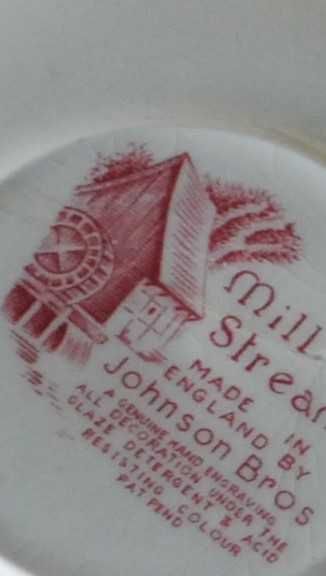 Mill
Stream
MADE IN
ENGLAND BY
Johnson Bros
A GENUINE HAND ENGRAVING
ALL DECORATION UNDER THE
GLAZE DETERGENT & ACID
RESISTING COLOUR
PAT PEND